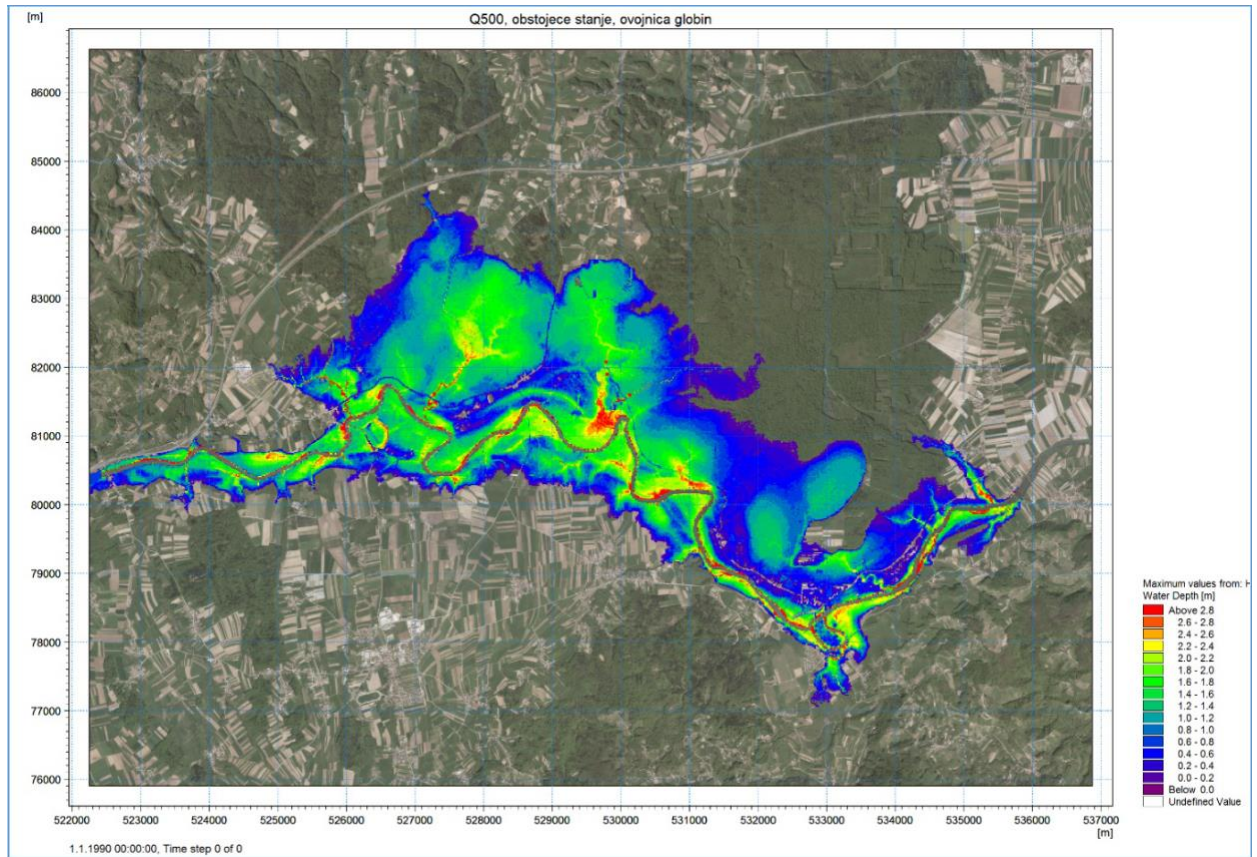 Q500, obstojece stanje, ovojnica globin
[m]
86000
85000
84000
83000
82000
81000
80000
79000
78000
77000
76000
522000 523000 524000 525000 526000 527000 528000 529000 530000 531000 532000 533000 534000 535000 536000 537000
[m]
Maximum values from: H
Water Depth [m]
Above 2.8
2.6 - 2.8
2.4 - 2.6
2.2 - 2.4
2.0 - 2.2
1.8 - 2.0
1.6 - 1.8
1.4 - 1.6
1.2 - 1.4
1.0 - 1.2
0.8 - 1.0
0.6 - 0.8
0.4 - 0.6
0.2 - 0.4
0.0 - 0.2
Below 0.0
Undefined Value
1.1.1990 00:00:00, Time step 0 of 0